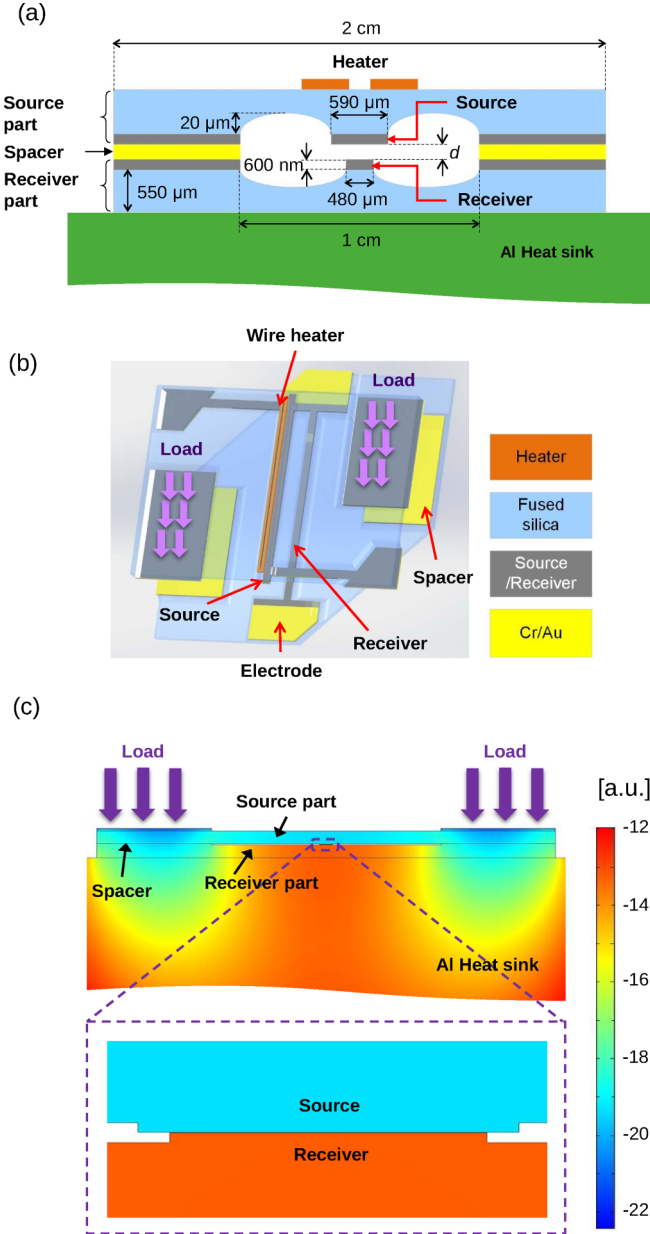 (a)
2 cm
Heater
Source
part
590 μm
Source
20 μm
Spacer
600 nm
d
Receiver
part
550 μm
480 μm
Receiver
1 cm
Al Heat sink
(b)
Wire heater
Load
Load
Spacer
Source
Receiver
Electrode
Heater
Fused
silica
Source
/Receiver
Cr/Au
(c)
Load
Load
[a.u.]
Source part
Spacer
Receiver part
Al Heat sink
-12
-14
-16
-18
-20
-22
Source
Receiver